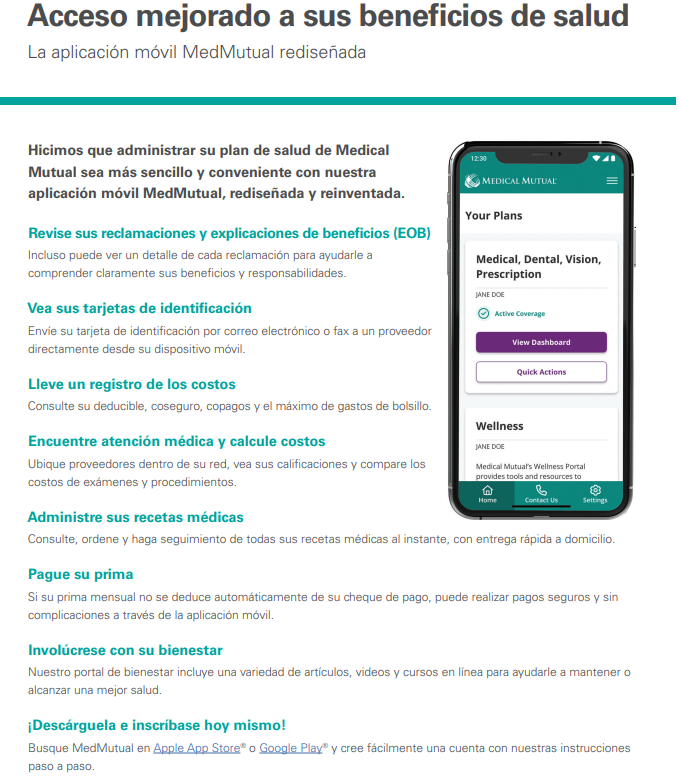 Acceso mejorado a sus beneficios de salud
La aplicación móvil MedMutual rediseñada
Hicimos que administrar su plan de salud de Medical
Mutual sea más sencillo y conveniente con nuestra
aplicación móvil MedMutual, rediseñada y reinventada.
Revise sus reclamaciones y explicaciones de beneficios (EOB)
Incluso puede ver un detalle de cada reclamación para ayudarle a
comprender claramente sus beneficios y responsabilidades.
Vea sus tarjetas de identificación
Envíe su tarjeta de identificación por correo electrónico o fax a un proveedor
directamente desde su dispositivo móvil.
Lleve un registro de los costos
Consulte su deducible, coseguro, copagos y el máximo de gastos de bolsillo.
Encuentre atención médica y calcule costos
Ubique proveedores dentro de su red, vea sus calificaciones y compare los
costos de exámenes y procedimientos.
Administre sus recetas médicas
Consulte, ordene y haga seguimiento de todas sus recetas médicas al instante, con entrega rápida a domicilio.
Pague su prima
Si su prima mensual no se deduce automáticamente de su cheque de pago, puede realizar pagos seguros y sin
complicaciones a través de la aplicación móvil.
Involúcrese con su bienestar
Nuestro portal de bienestar incluye una variedad de artículos, videos y cursos en línea para ayudarle a mantener o
alcanzar una mejor salud.
¡Descárguela e inscríbase hoy mismo!
Busque MedMutual en Apple App Store® o Google Play® y cree fácilmente una cuenta con nuestras instrucciones
paso a paso.
12:30
MEDICAL MUTUAL
Your Plans
Medical, Dental, Vision,
Prescription
JANE DOE
Active Coverage
View Dashboard
Quick Actions
Wellness
JANE DOE
Medical Mutual's Wellness Portal
provides tools and resources to
Home
Contact Us
Settings